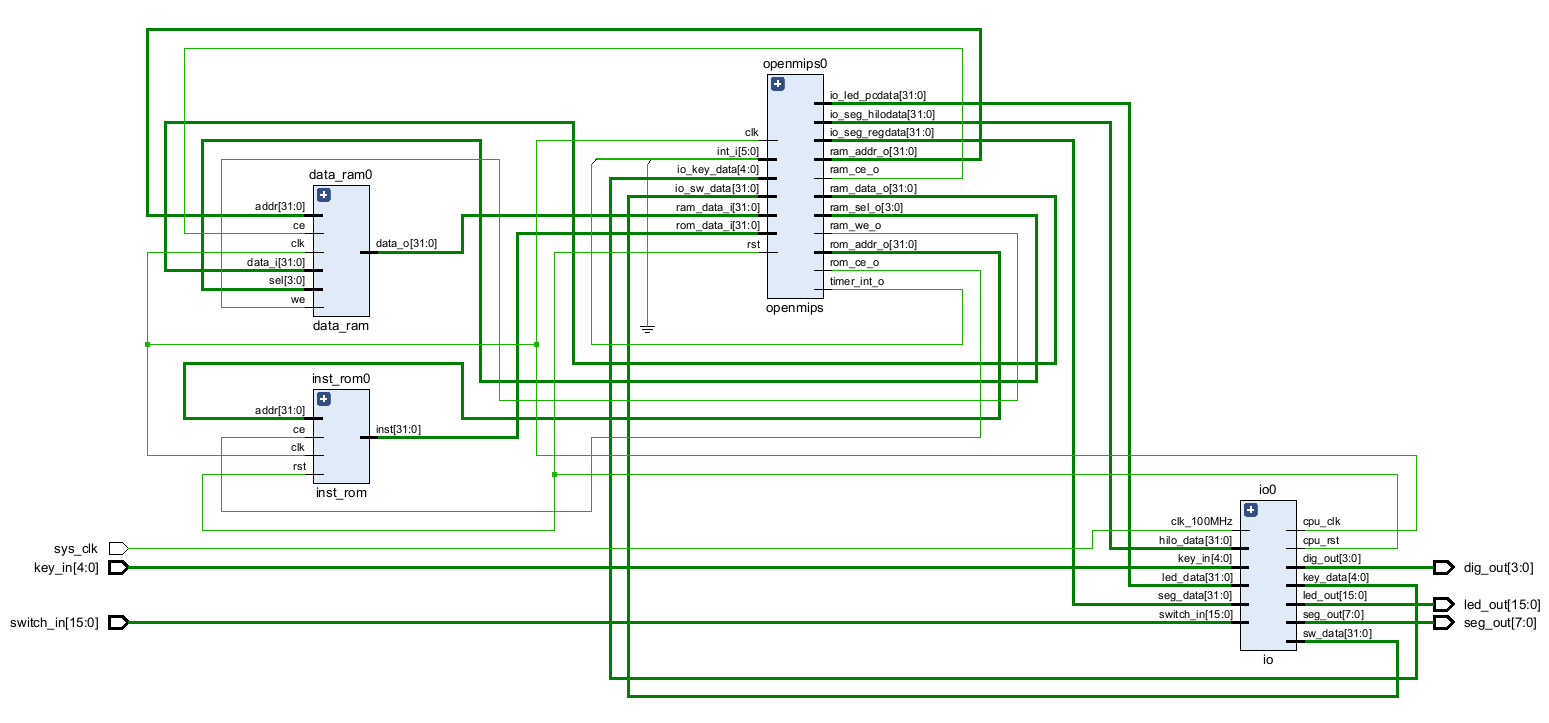 openmips0
clk
int_i[5:0]
io_key_data[4:0]
io_sw_data[31:0]
ram_data_i[31:0]
rom_data_i[31:0]
rst
io_led_pcdata[31:0]
io_seg_hilodata[31:0]
io_seg_regdata[31:0]
ram_addr_o[31:0]
ram_ce_o
ram_data_o[31:0]
ram_sel_o[3:0]
ram_we_o
rom_addr_o[31:0]
rom_ce_o
timer_int_o
openmips
data_ram0
addr[31:0]
ce
clk
data_i[31:0]
sel[3:0]
we
data_o[31:0]
data_ram
inst_rom0
addr[31:0]
ce
clk
rst
inst[31:0]
inst_rom
sys_clk
key_in[4:0]
switch_in[15:0]
io0
clk_100MHz
hilo_data[31:0]
key_in[4:0]
led_data[31:0]
seg_data[31:0]
switch_in[15:0]
cpu_clk
cpu_rst
dig_out[3:0]
key_data[4:0]
led_out[15:0]
seg_out[7:0]
sw_data[31:0]
io
dig_out[3:0]
led_out[15:0]
seg_out[7:0]